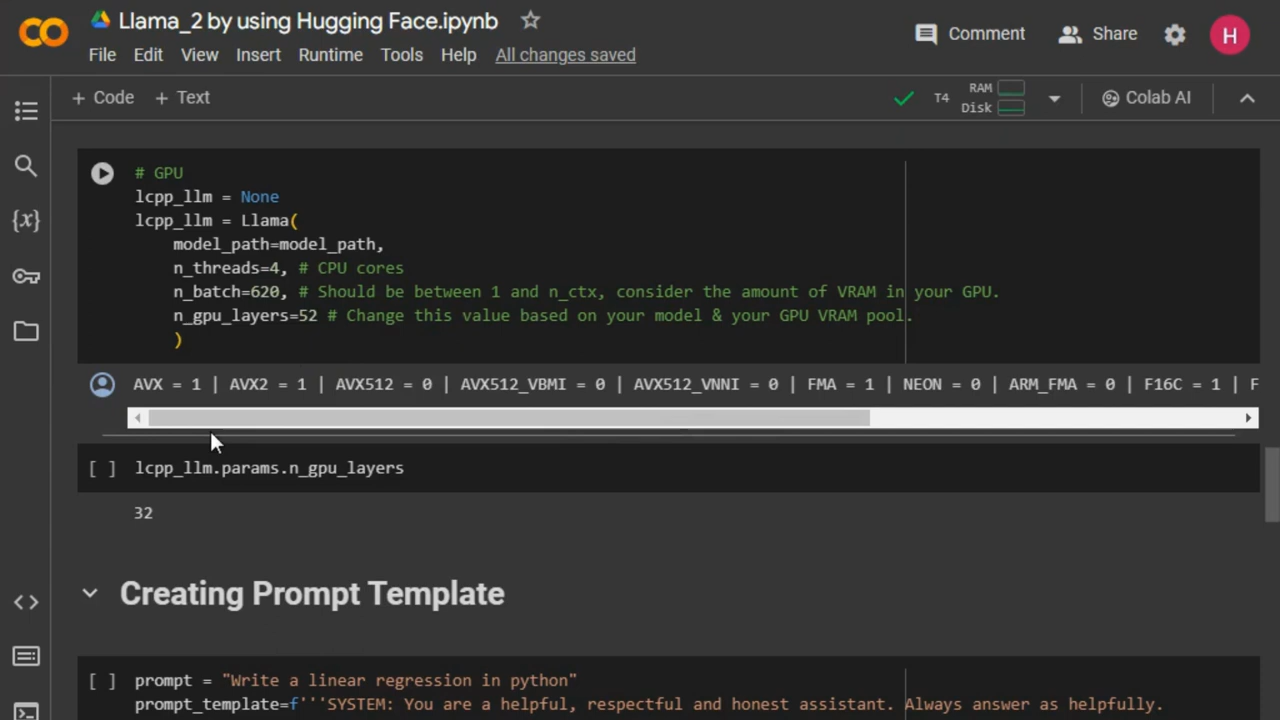 Llama_2 by using Hugging Face.ipynb
Comment
Share
H
File Edit View Insert Runtime Tools Help All changes saved
+ Code + Text
T4
RAM
Disk
Colab AI
# GPU
lcpp_llm = None
lcpp_llm = Llama(
model_path=model_path,
n_threads=4, # CPU cores
n_batch=620, # Should be between 1 and n_ctx, consider the amount of VRAM in your GPU.
n_gpu_layers=52 # Change this value based on your model & your GPU VRAM pool.
)
AVX = 1 | AVX2 = 1 | AVX512 = 0 | AVX512_VBMI = 0 | AVX512_VNNI = 0 | FMA = 1 | NEON = 0 | ARM_FMA = 0 | F16C = 1 | F
[ ] lcpp_llm.params.n_gpu_layers
32
Creating Prompt Template
[ ] prompt = "Write a linear regression in python"
prompt_template=f'''SYSTEM: You are a helpful, respectful and honest assistant. Always answer as helpfully.